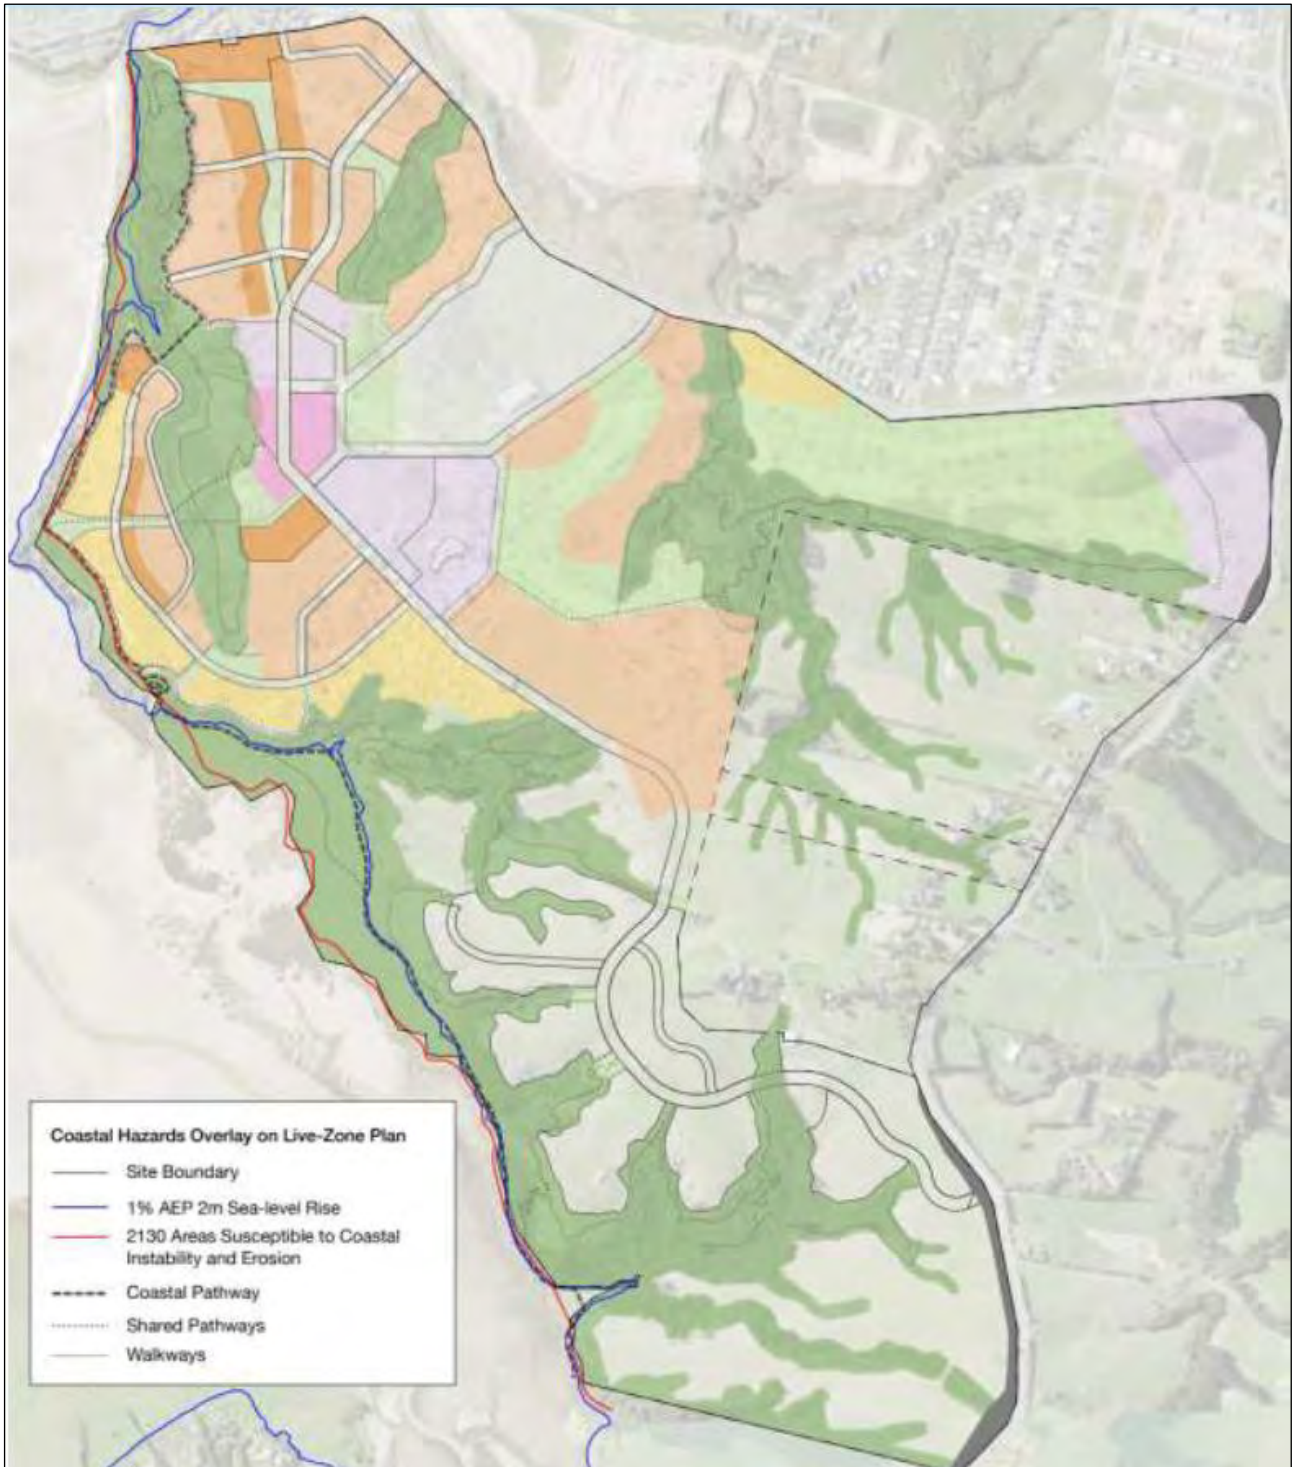 Coastal Hazards Overlay on Live-Zone Plan
Site Boundary
1% AEP 2m Sea-level Rise
2130 Areas Susceptible to Coastal
Instability and Erosion
Coastal Pathway
Shared Pathways
Walkways